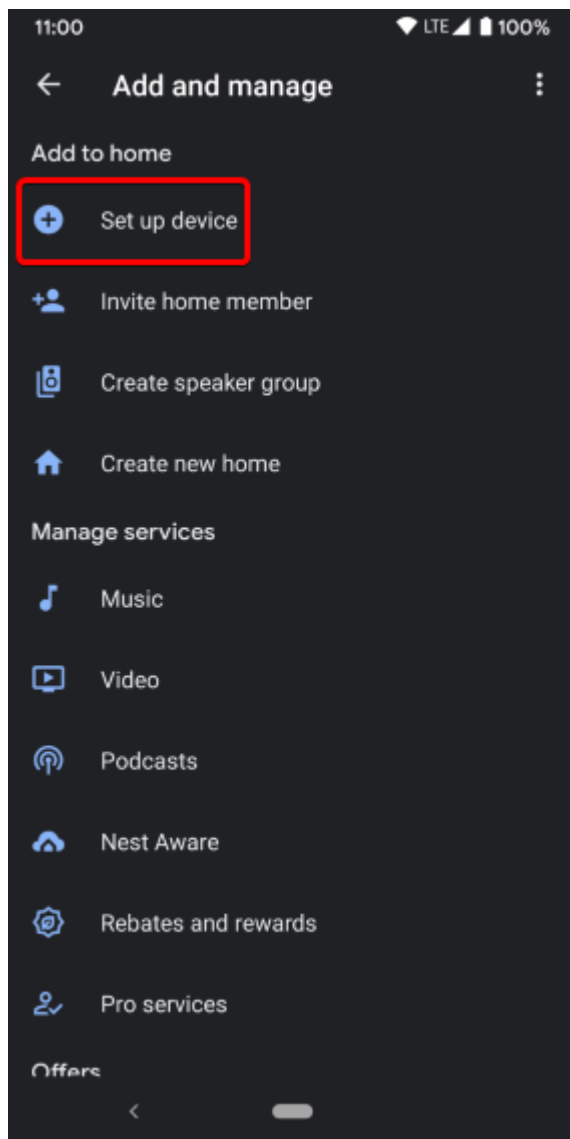 11:00 LTE 100%
Add and manage
Add to home
Set up device
Invite home member
Create speaker group
Create new home
Manage services
Music
Video
Podcasts
Nest Aware
Rebates and rewards
Pro services
Offers